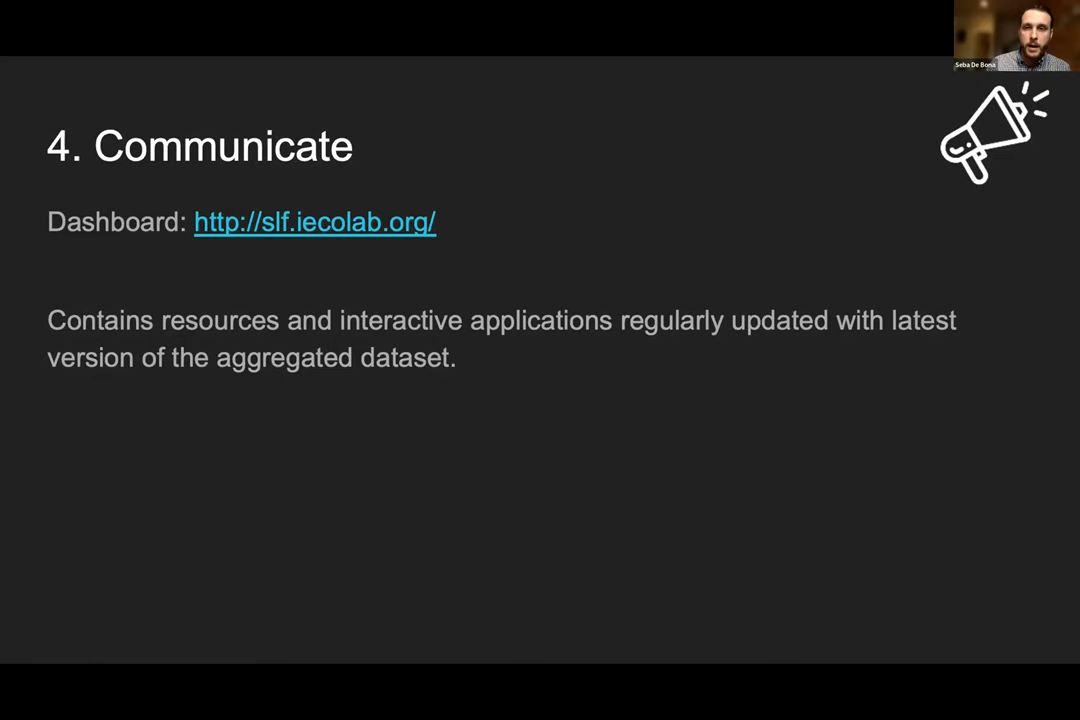 Seba De Bona
4. Communicate
Dashboard: http://slf.iecolab.org/
Contains resources and interactive applications regularly updated with latest
version of the aggregated dataset.